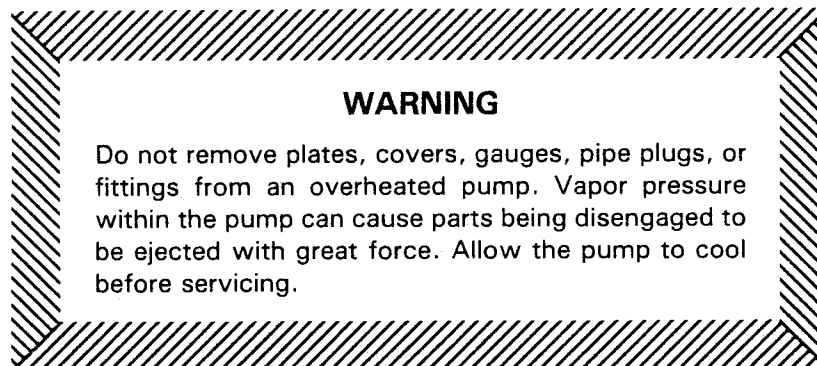 WARNING
Do not remove plates, covers, gauges, pipe plugs, or
fittings from an overheated pump. Vapor pressure
within the pump can cause parts being disengaged to
be ejected with great force. Allow the pump to cool
before servicing.